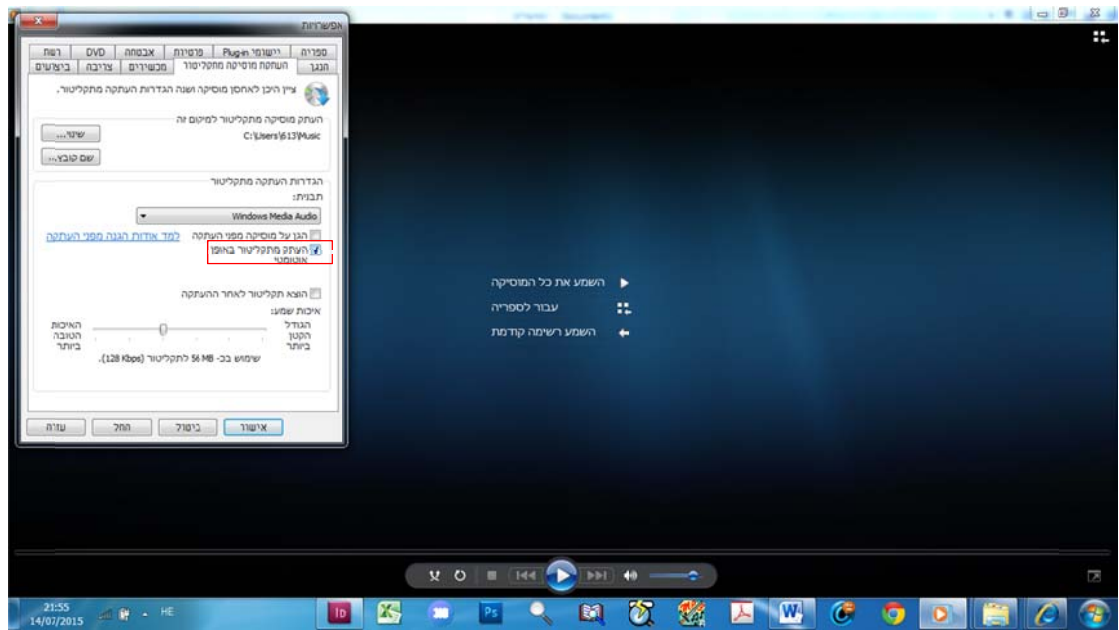 אפשרויות
ספריה
יישומי Plug-in
פרטיות
אבטחה
DVD
רשת
הנגן
העתקת מוסיקה מתקליטור
מכשירים
צריבה
ביצועים
ציין היכן לאחסן מוסיקה ושנה הגדרות העתקה מתקליטור.
העתק מוסיקה מתקליטור למיקום זה
C:\Users\613\Music
שינוי...
שם קובץ...
הגדרות העתקה מתקליטור
תבנית:
Windows Media Audio
הגן על מוסיקה מפני העתקה למד אודות הגנה מפני העתקה
העתק מתקליטור באופן
אוטומטי
הוצא תקליטור לאחר ההעתקה
איכות שמע:
הגודל
הקטן
ביותר
האיכות
הטובה
ביותר
שימוש בכ- 56 MB לתקליטור (128 Kbps).
אישור
ביטול
החל
עזרה
השמע את כל המוסיקה
עבור לספריה
השמע רשימה קודמת
21:55
14/07/2015
HE
Id
Ps
W